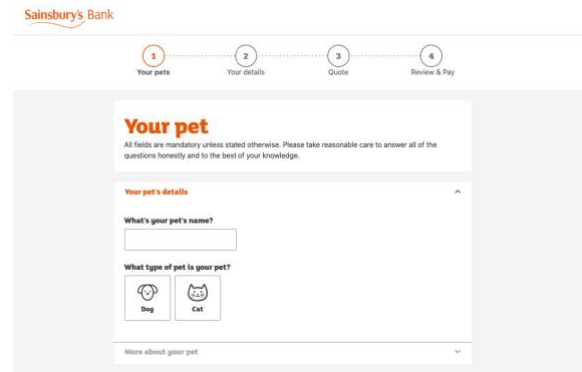 Sainsbury's Bank
1
2
3
4
Your pets
Your details
Quote
Review & Pay
Your pet
All fields are mandatory unless stated otherwise. Please take reasonable care to answer all of the
questions honestly and to the best of your knowledge.
Your pet's details
What's your pet's name?
What type of pet is your pet?
Dog
Cat
More about your pet